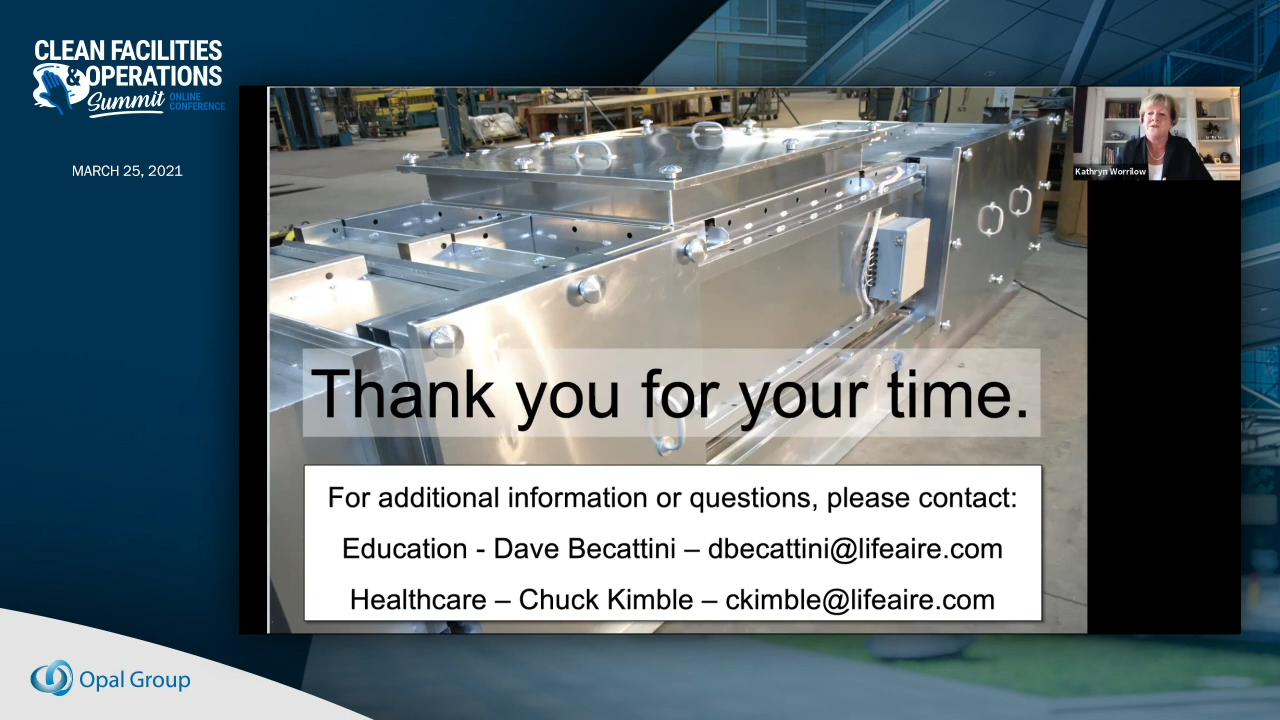 CLEAN FACILITIES
& OPERATIONS
Summit ONLINE CONFERENCE
MARCH 25, 2021
Kathryn Worrilow
Thank you for your time.
For additional information or questions, please contact:
Education - Dave Becattini – dbecattini@lifeaire.com
Healthcare – Chuck Kimble – ckimble@lifeaire.com
Opal Group